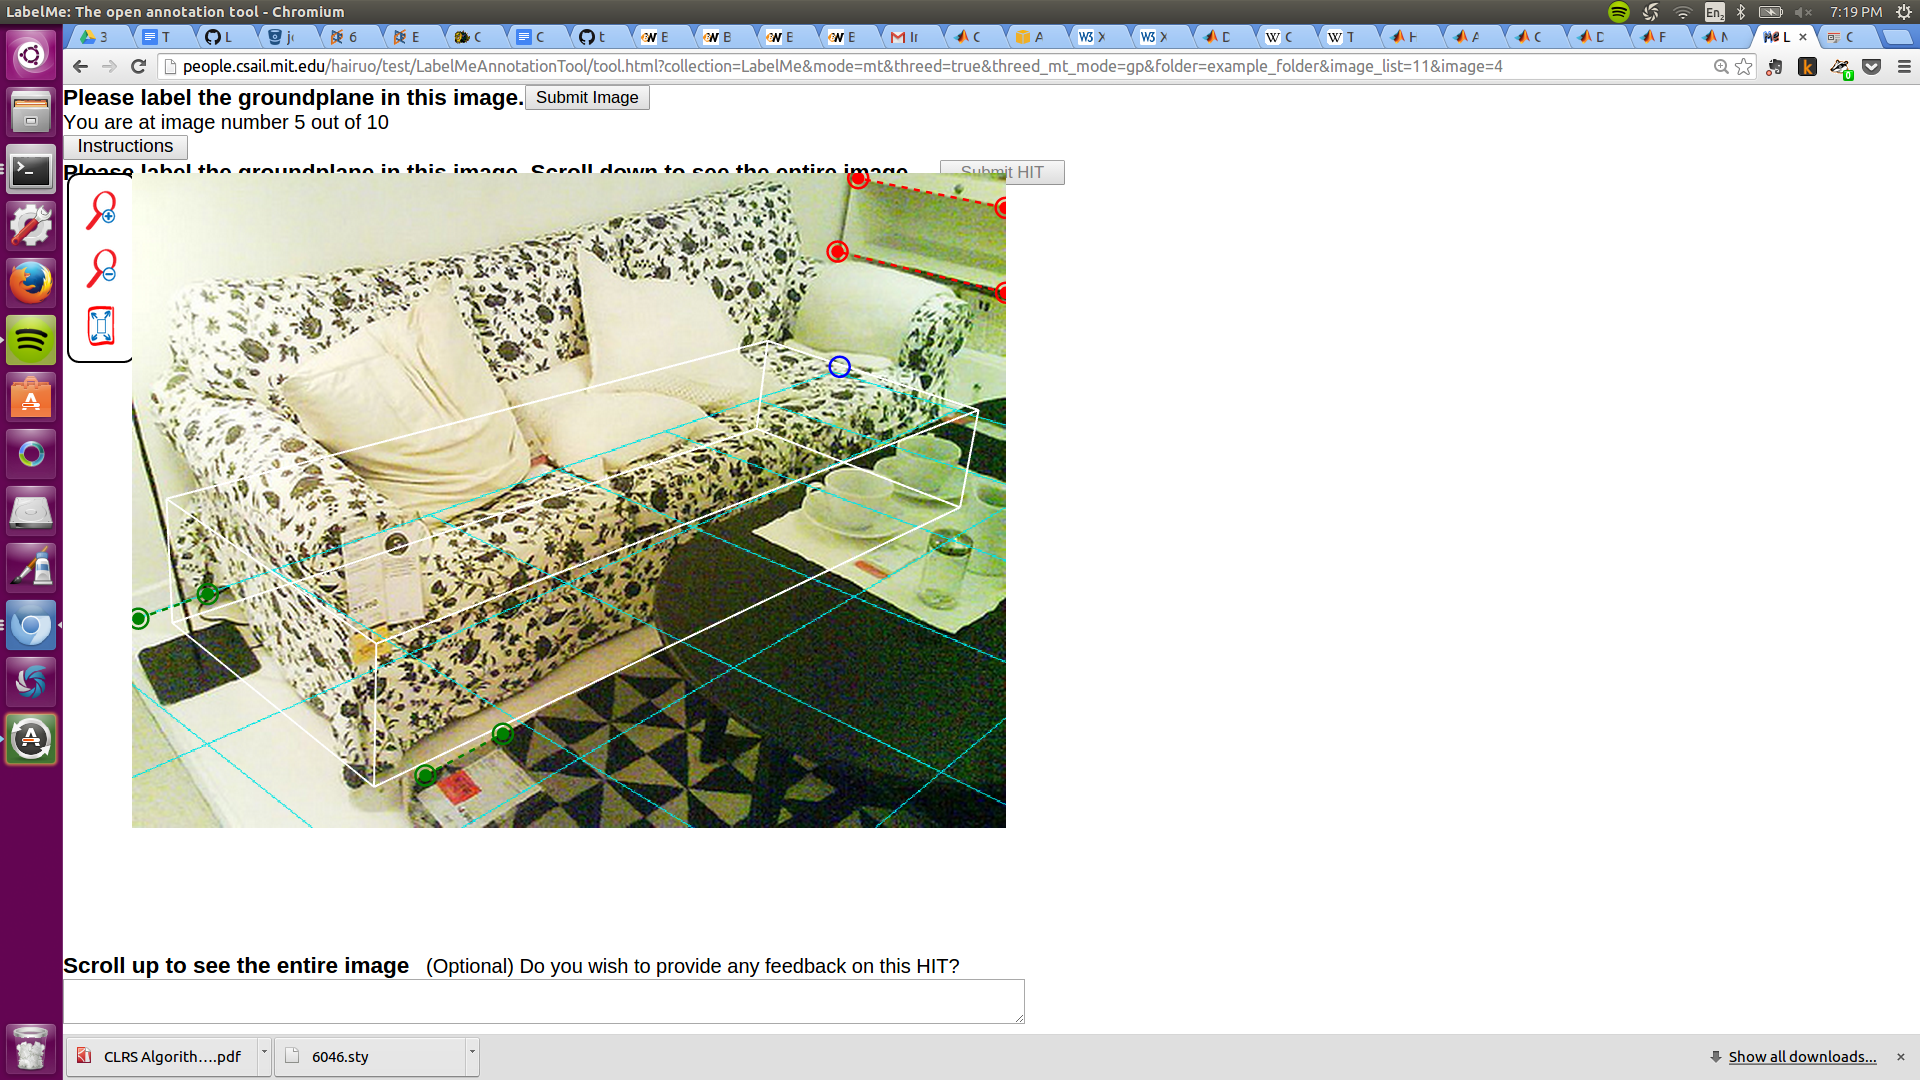 LabelMe: The open annotation tool - Chromium
En2
7:19 PM
3 T L 6 E C C t E B E E Ir C A X X D C T H A C D F L × C
people.csail.mit.edu/hairuo/test/LabelMeAnnotationTool/tool.html?collection=LabelMe&mode=mt&threed=true&threed_mt_mode=gp&folder=example_folder&image_list=11&image=4
Please label the groundplane in this image. Submit Image
You are at image number 5 out of 10
Instructions
Please label the groundplane in this image. Scroll down to see the entire image. Submit HIT
Scroll up to see the entire image (Optional) Do you wish to provide any feedback on this HIT?
CLRS Algorith....pdf
6046.sty
Show all downloads...